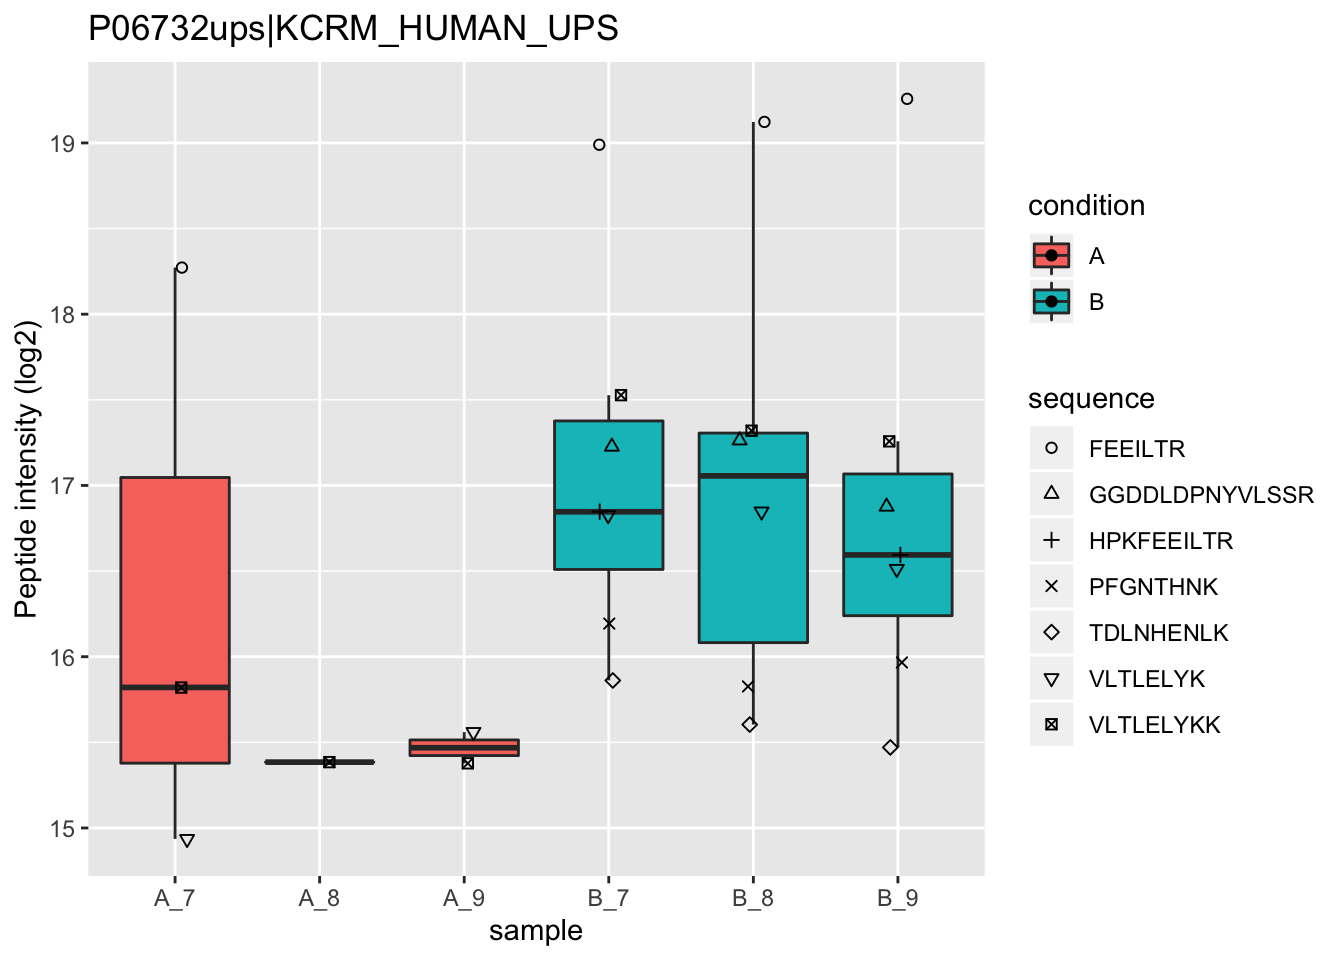 P06732ups|KCRM_HUMAN_UPS
Peptide intensity (log2)
19
18
17
16
15
A_7
A_8
A_9
B_7
B_8
B_9
sample
condition
A
B
sequence
FEEILTR
GGDDLDPNYVLSSR
HPKFEEILTR
PFGNTHNK
TDLNHENLK
VLTLELYK
VLTLELYKK